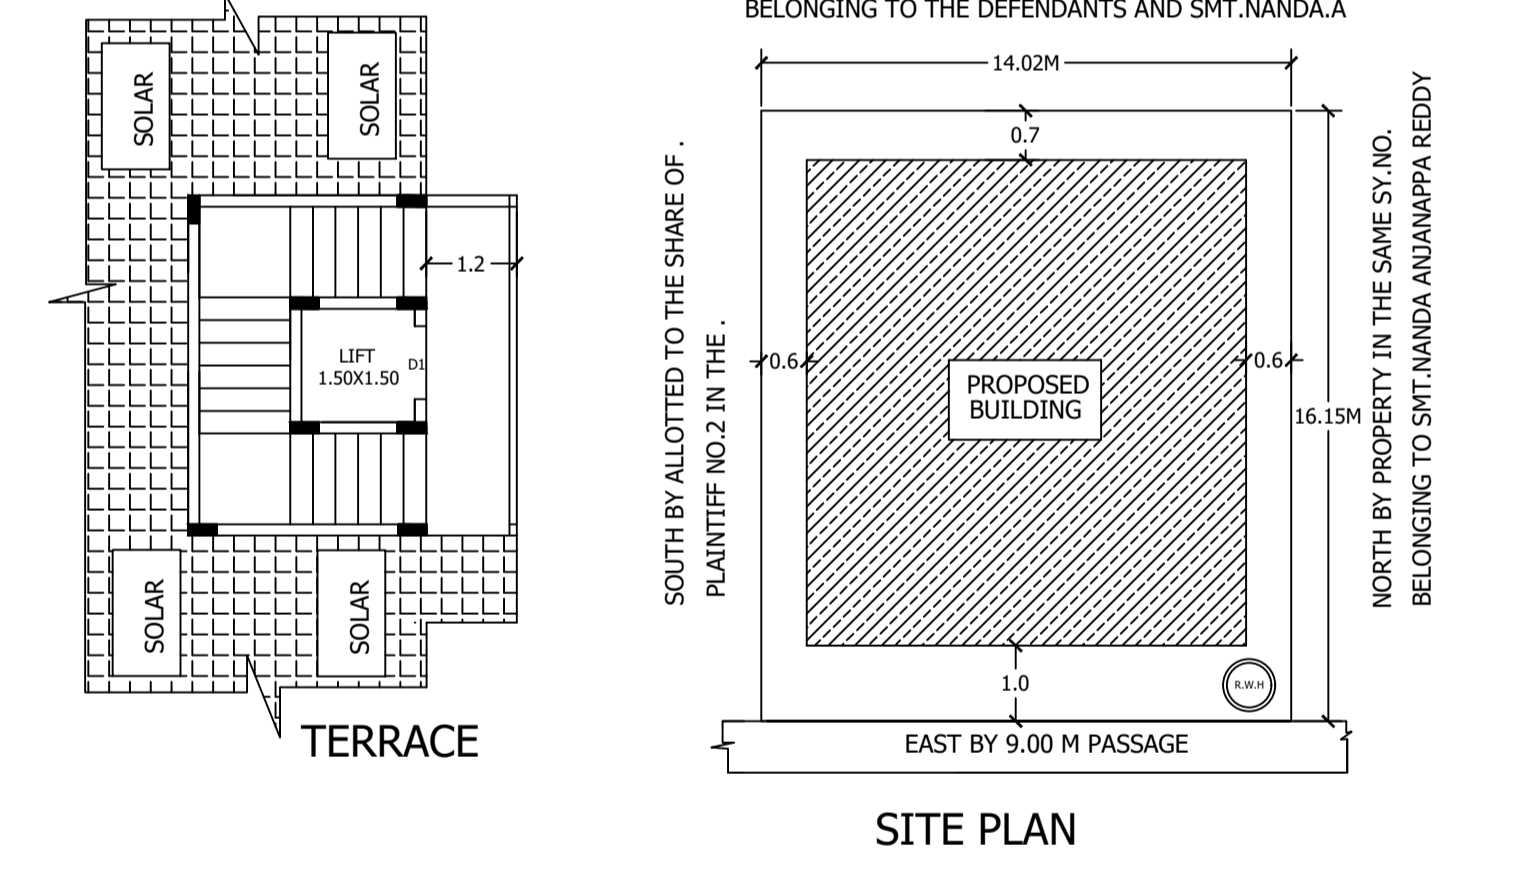 SOLAR
SOLAR
1.2
LIFT
1.50X1.50
D1
SOLAR
SOLAR
TERRACE
BELONGING TO THE DEFENDANTS AND SMT.NANDA.A
14.02M
0.7
SOUTH BY ALLOTTED TO THE SHARE OF .
PLAINTIFF NO.2 IN THE .
0.6
PROPOSED
BUILDING
0.6
16.15M
NORTH BY PROPERTY IN THE SAME SY.NO.
BELONGING TO SMT.NANDA ANJANAPPA REDDY
1.0
R.W.H
EAST BY 9.00 M PASSAGE
SITE PLAN